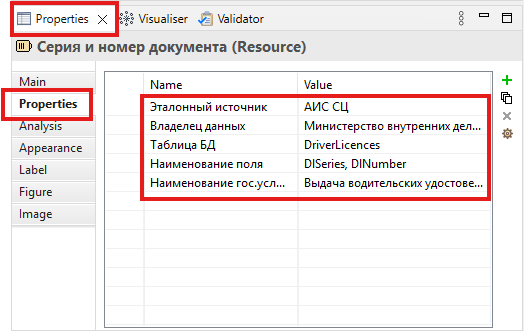 Properties Visualiser Validator
Серия и номер документа (Resource)
Main
Properties
Analysis
Appearance
Label
Figure
Image
Name Value
Эталонный источник АИС СЦ
Владелец данных Министерство внутренних дел...
Таблица БД DriverLicences
Наименование поля DlSeries, DlNumber
Наименование гос.усл... Выдача водительских удостове...